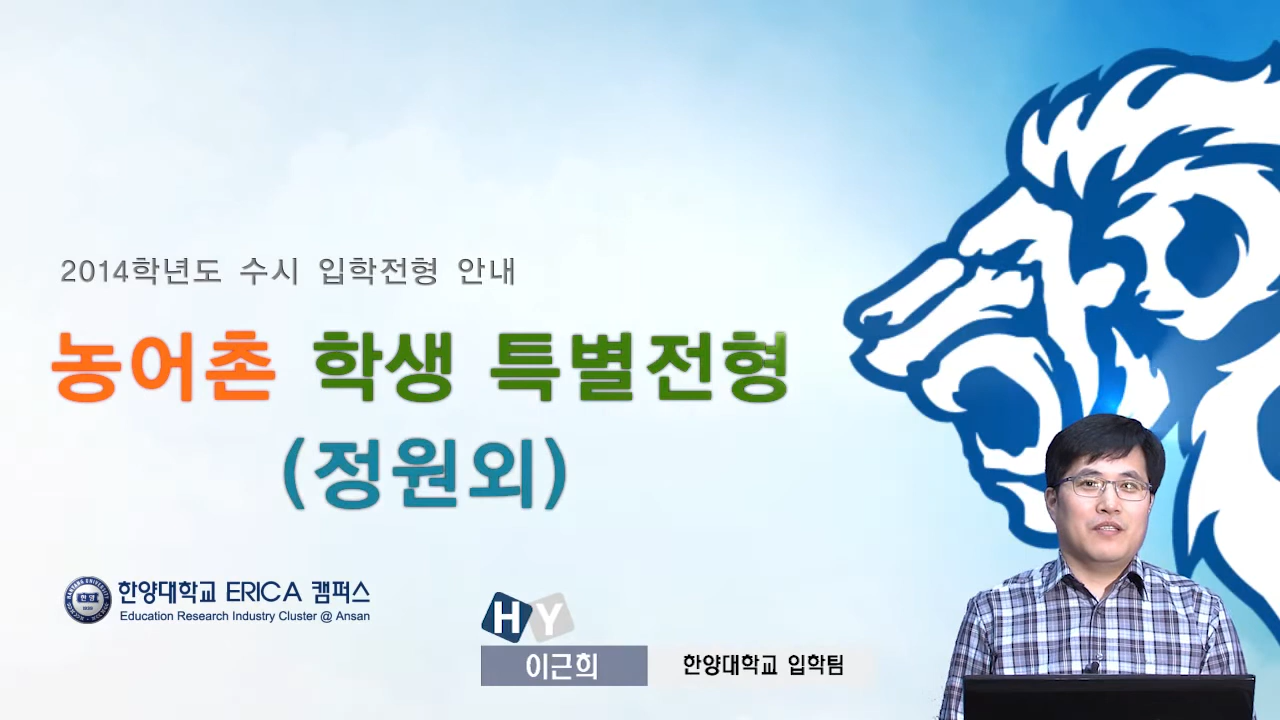 2014학년도 수시 입학전형 안내
농어촌 학생 특별전형
(정원외)
한양대학교 ERICA 캠퍼스
Education Research Industry Cluster @ Ansan
HY
이근희
한양대학교 입학팀